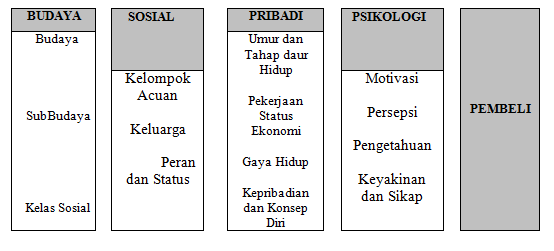 BUDAYA
Budaya
SubBudaya
Kelas Sosial
SOSIAL
Kelompok
Acuan
Keluarga
Peran
dan Status
PRIBADI
Umur dan
Tahap daur
Hidup
Pekerjaan
Status
Ekonomi
Gaya Hidup
Kepribadian
dan Konsep
Diri
PSIKOLOGI
Motivasi
Persepsi
Pengetahuan
Keyakinan
dan Sikap
PEMBELI